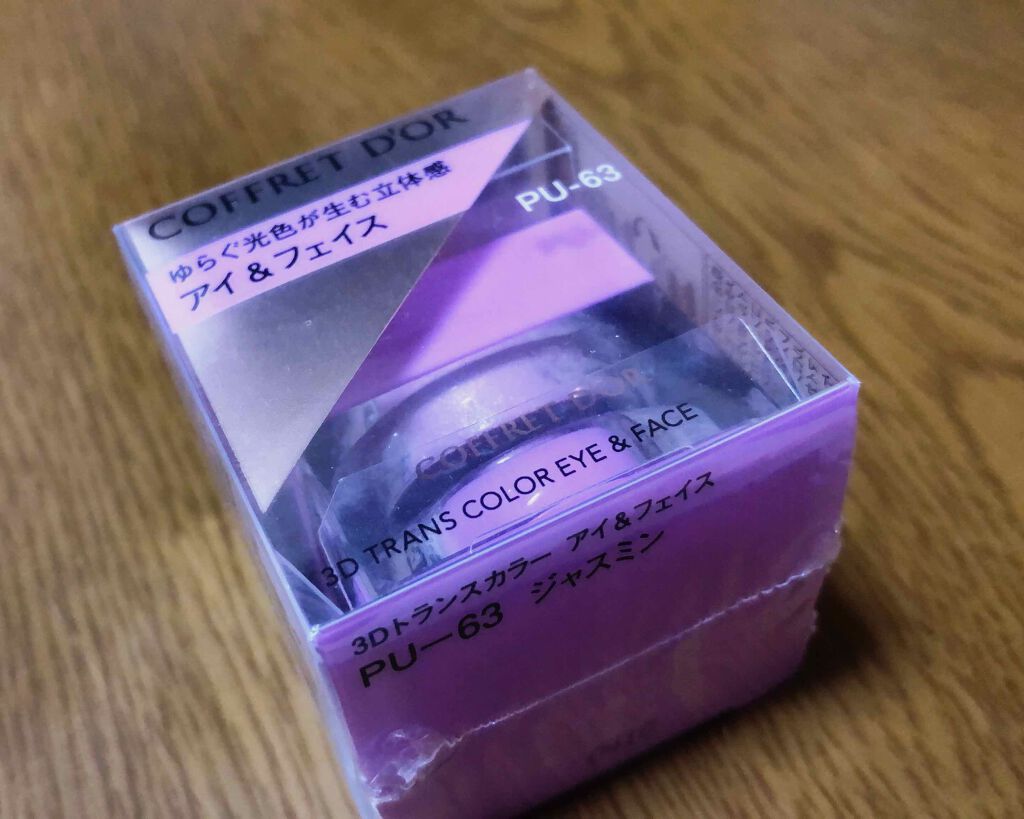 COFFRET D'OR
ゆらぐ光色が生む立体感
アイ&フェイス
PU-63
COFFRET D'OR
3D TRANS COLOR EYE & FACE
3Dトランスカラー アイ&フェイス
PU—63 ジャスミン